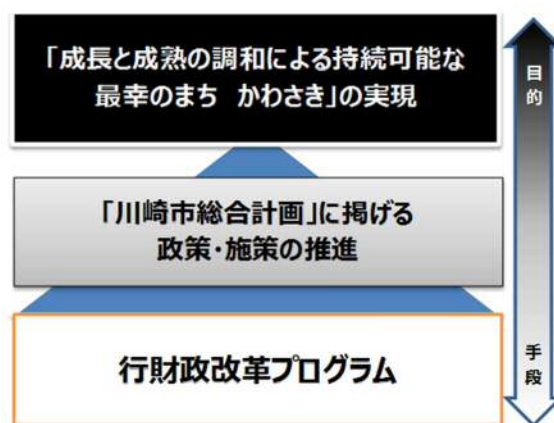 「成長と成熟の調和による持続可能な
最幸のまち　かわさき」の実現
「川崎市総合計画」に掲げる
政策・施策の推進
行財政改革プログラム
目的
手段